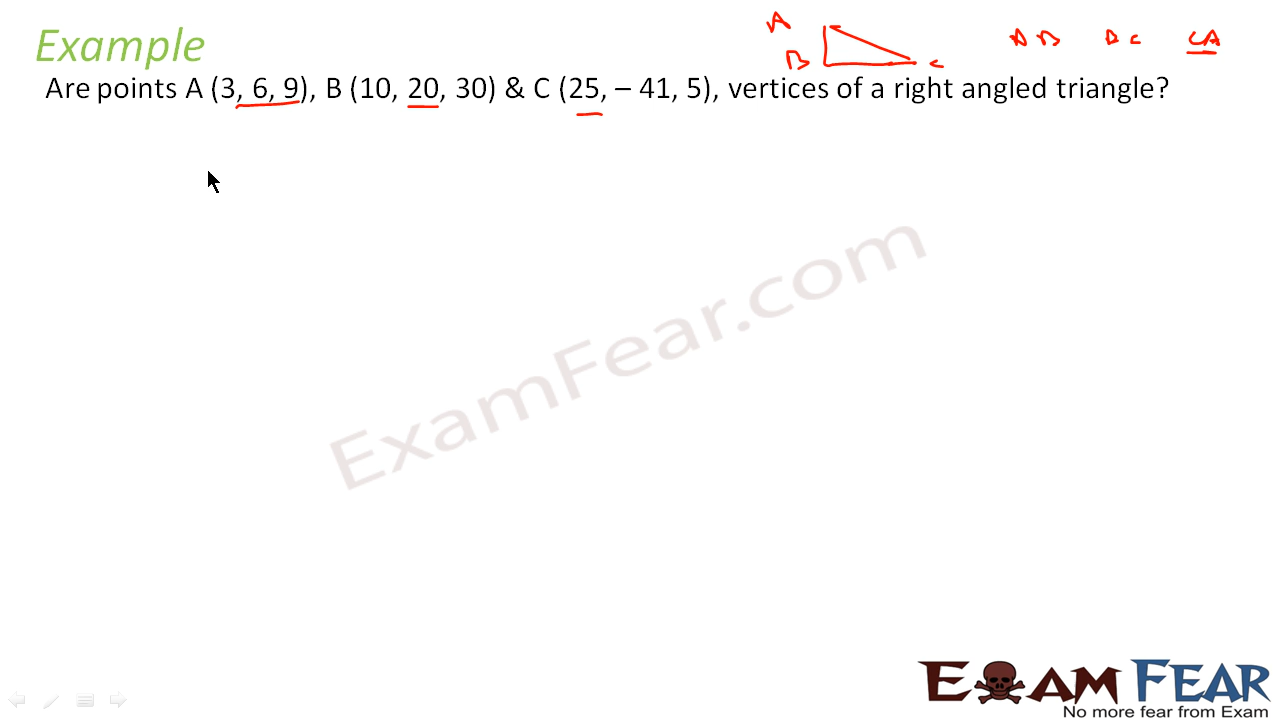 Example
A
B
C
AB BC CA
Are points A (3, 6, 9), B (10, 20, 30) & C (25, – 41, 5), vertices of a right angled triangle?
ExamFear.com
EXAM FEAR
No more fear from Exam